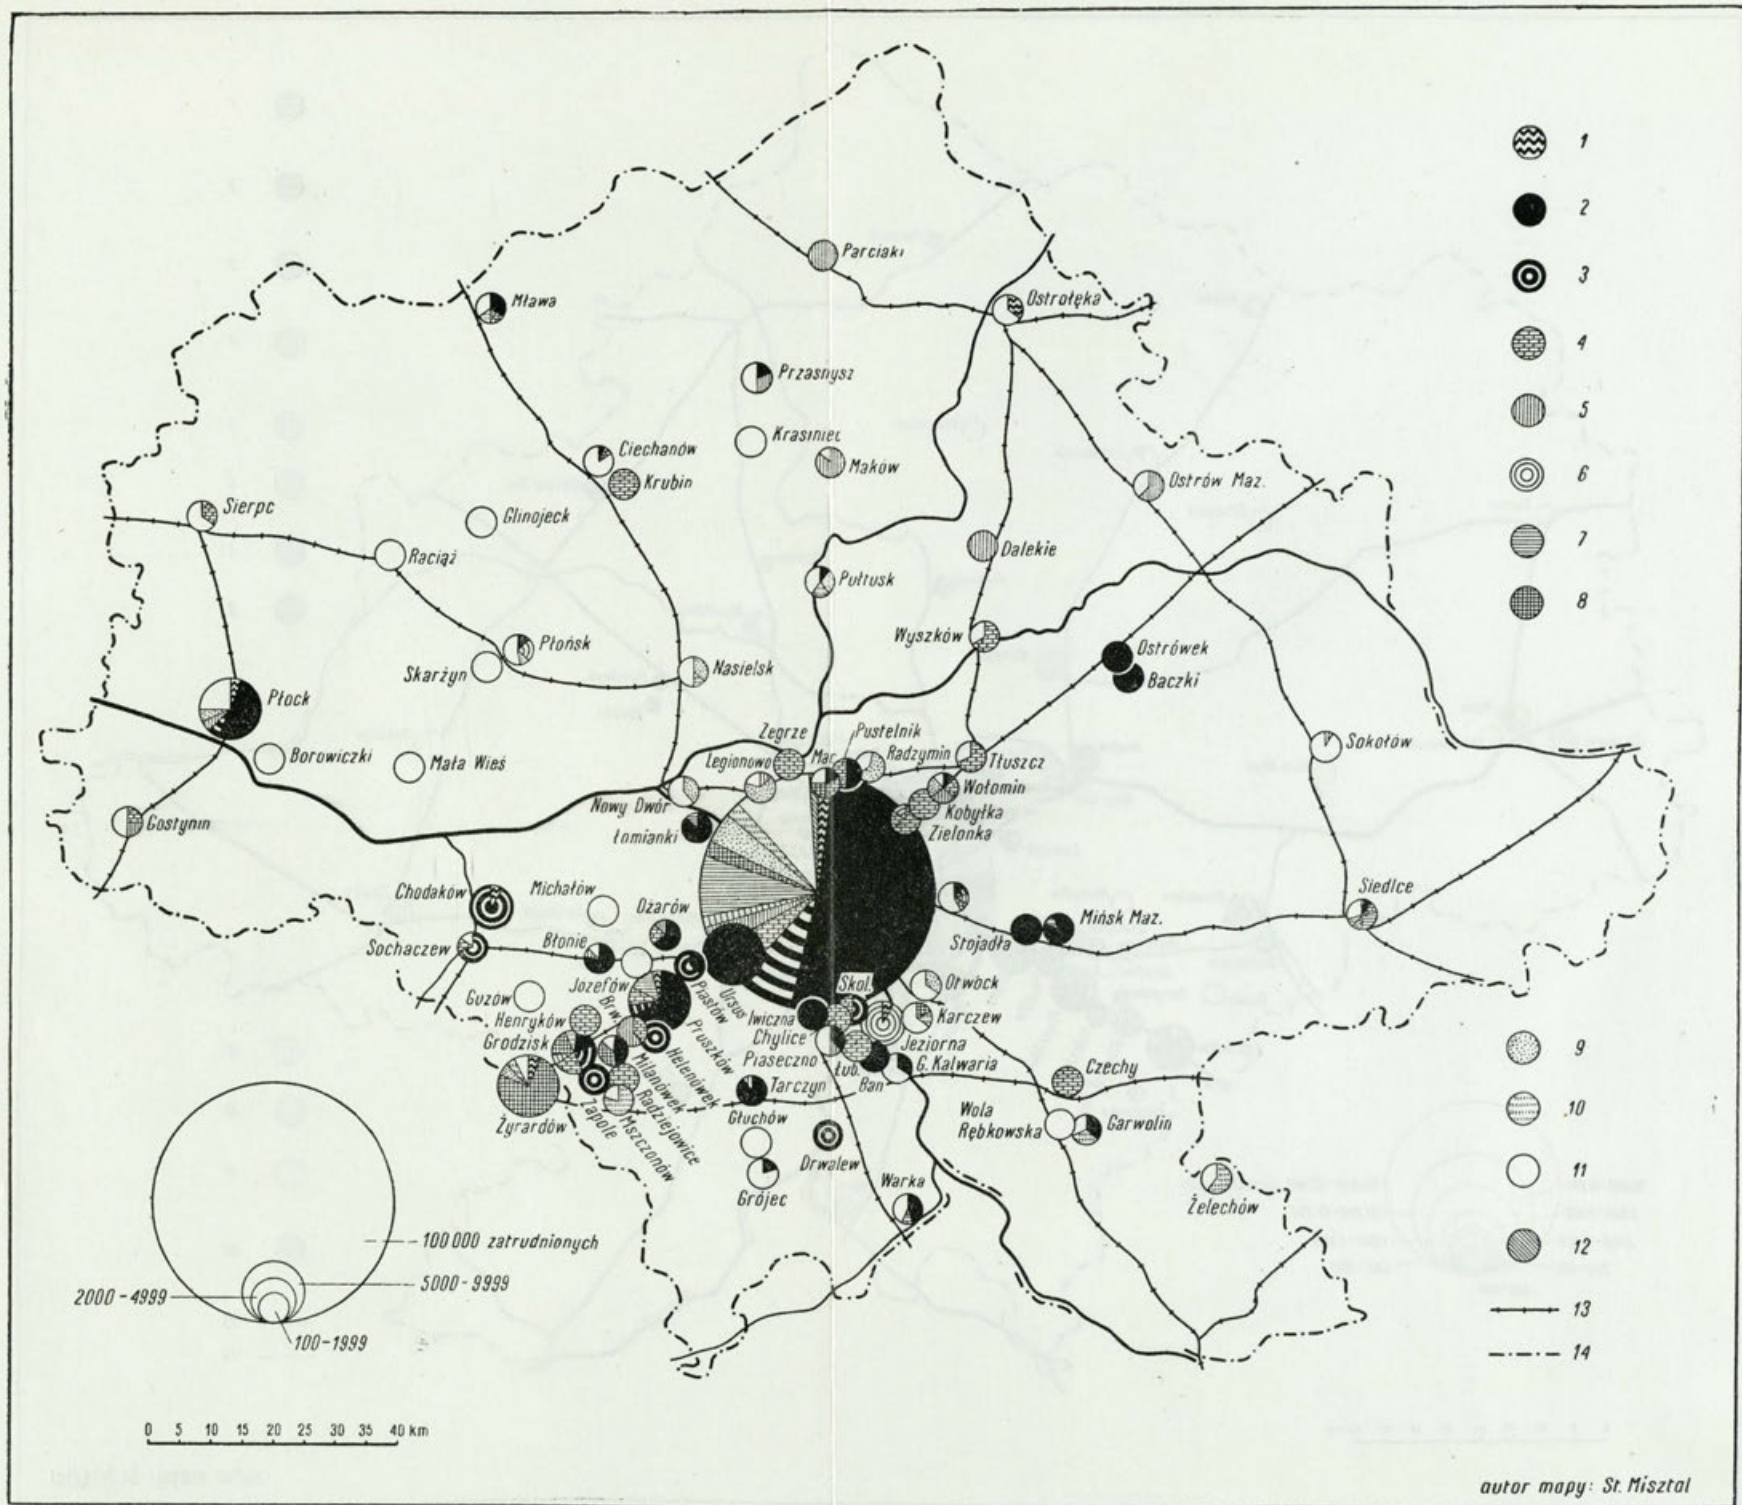 1
2
3
4
5
6
7
8
9
10
11
12
13
14
Parciaki
Mława
Ostrołęka
Przasnysz
Krasiniec
Maków
Ciechanów
Krubin
Ostrów Maz.
Sierpc
Glinojeck
Raciąż
Dalekie
Pułtusk
Wyszków
Płońsk
Skarżyn
Nasielsk
Ostrówek
Baczki
Płock
Borowiczki
Mała Wieś
Zegrze
Pustelnik
Legionowo
Mar.
Radzymin
Tłuszcz
Sokołów
Nowy Dwór
Wołomin
Kobyłka
Zielonka
Łomianki
Gostynin
Chodaków
Michałów
Ożarów
Siedlce
Mińsk Maz.
Stojadła
Sochaczew
Błonie
Józefów
Brw.
Piastów
Ursus
Skol.
Otwock
Guzów
Henryków
Grodzisk
Iwiczna
Chylice
Piaseczno
Karczew
Jeziorna
G. Kalwaria
Łub.
Ban
Pruszków
Helenówek
Milanówek
Radziejowice
Mszczonów
Zapole
Żyrardów
Tarczyn
Czechy
Głuchów
Grójec
Drwalew
Wola
Rębkowska
Garwolin
Warka
Żelechów
100 000 zatrudnionych
5000-9999
2000-4999
100-1999
0 5 10 15 20 25 30 35 40 km
autor mapy: St. Misztal